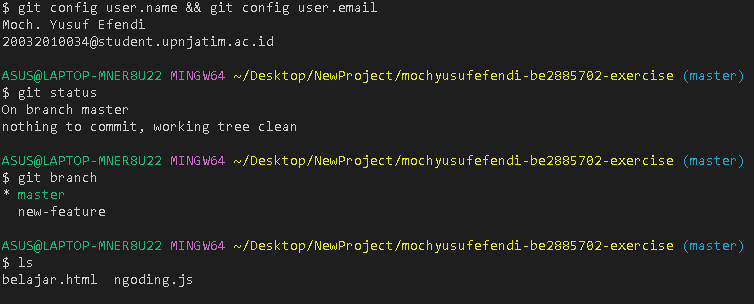 $ git config user.name && git config user.email
Moch. Yusuf Efendi
20032010034@student.upnjatim.ac.id
ASUS@LAPTOP-MNER8U22 MINGW64 ~/Desktop/NewProject/mochyusufefendi-be2885702-exercise (master)
$ git status
On branch master
nothing to commit, working tree clean
ASUS@LAPTOP-MNER8U22 MINGW64 ~/Desktop/NewProject/mochyusufefendi-be2885702-exercise (master)
$ git branch
* master
  new-feature
ASUS@LAPTOP-MNER8U22 MINGW64 ~/Desktop/NewProject/mochyusufefendi-be2885702-exercise (master)
$ ls
belajar.html  ngoding.js